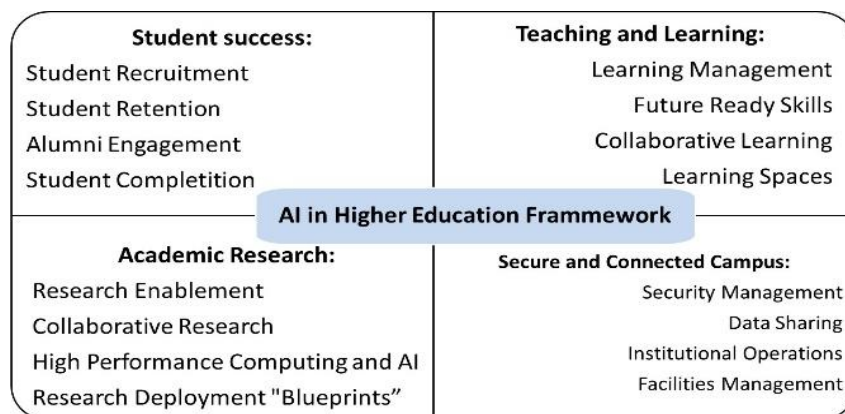 Student success:
Student Recruitment
Student Retention
Alumni Engagement
Student Completition
Teaching and Learning:
Learning Management
Future Ready Skills
Collaborative Learning
Learning Spaces
AI in Higher Education Frammework
Academic Research:
Research Enablement
Collaborative Research
High Performance Computing and AI
Research Deployment "Blueprints”
Secure and Connected Campus:
Security Management
Data Sharing
Institutional Operations
Facilities Management